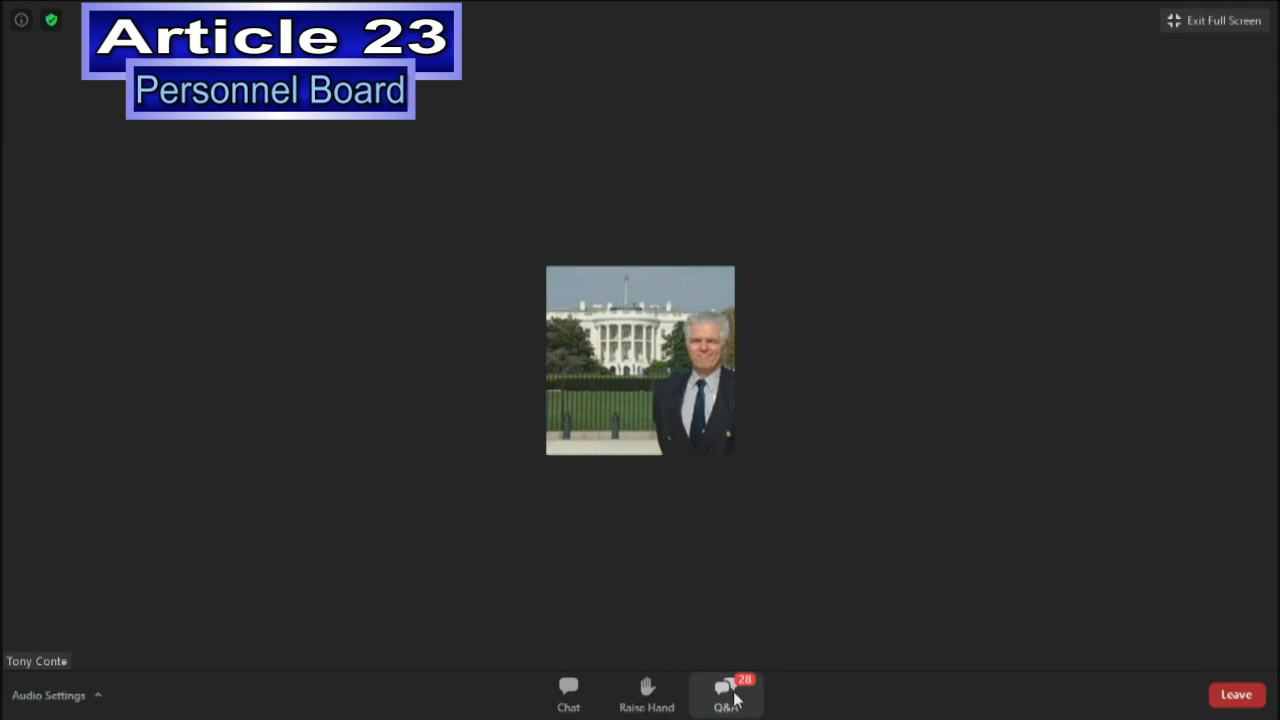 Article 23
Personnel Board
Exit Full Screen
Tony Conte
Audio Settings
Chat
Raise Hand
28
Q&A
Leave